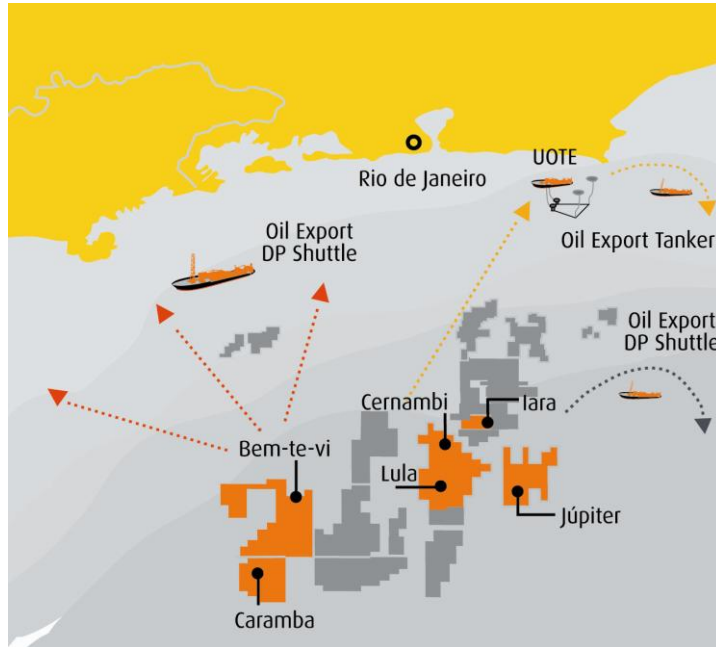 UOTE
Rio de Janeiro
Oil Export
DP Shuttle
Oil Export Tanker
Oil Export
DP Shuttle
Cernambi
Iara
Bem-te-vi
Lula
Júpiter
Caramba